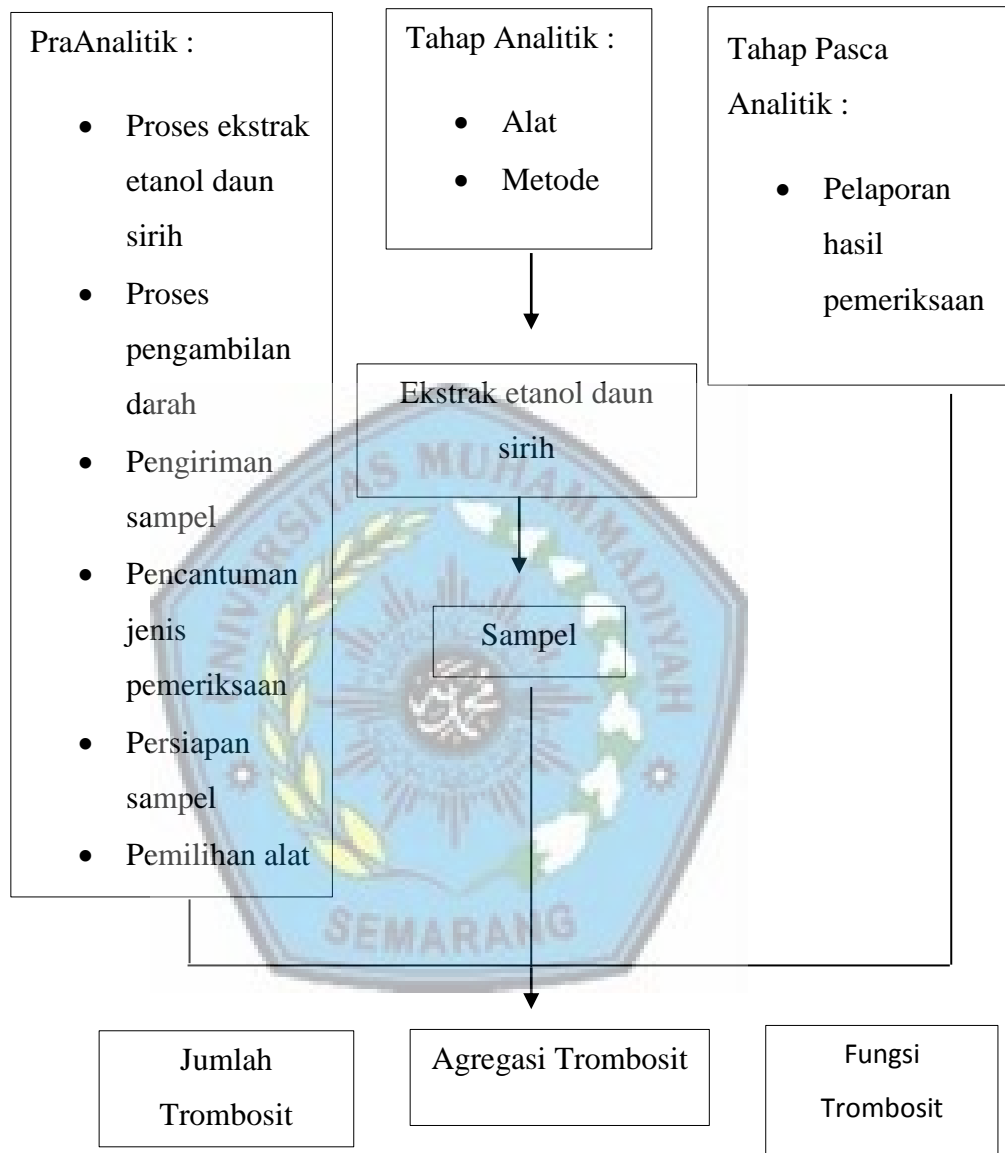 PraAnalitik :
• Proses ekstrak
etanol daun
sirih
• Proses
pengambilan
darah
• Pengiriman
sampel
• Pencantuman
jenis
pemeriksaan
• Persiapan
sampel
• Pemilihan alat
Tahap Analitik :
• Alat
• Metode
Tahap Pasca
Analitik :
• Pelaporan
hasil
pemeriksaan
Ekstrak etanol daun
sirih
Sampel
UNIVERSITAS MUHAMMADIYAH
SEMARANG
Jumlah
Trombosit
Agregasi Trombosit
Fungsi
Trombosit